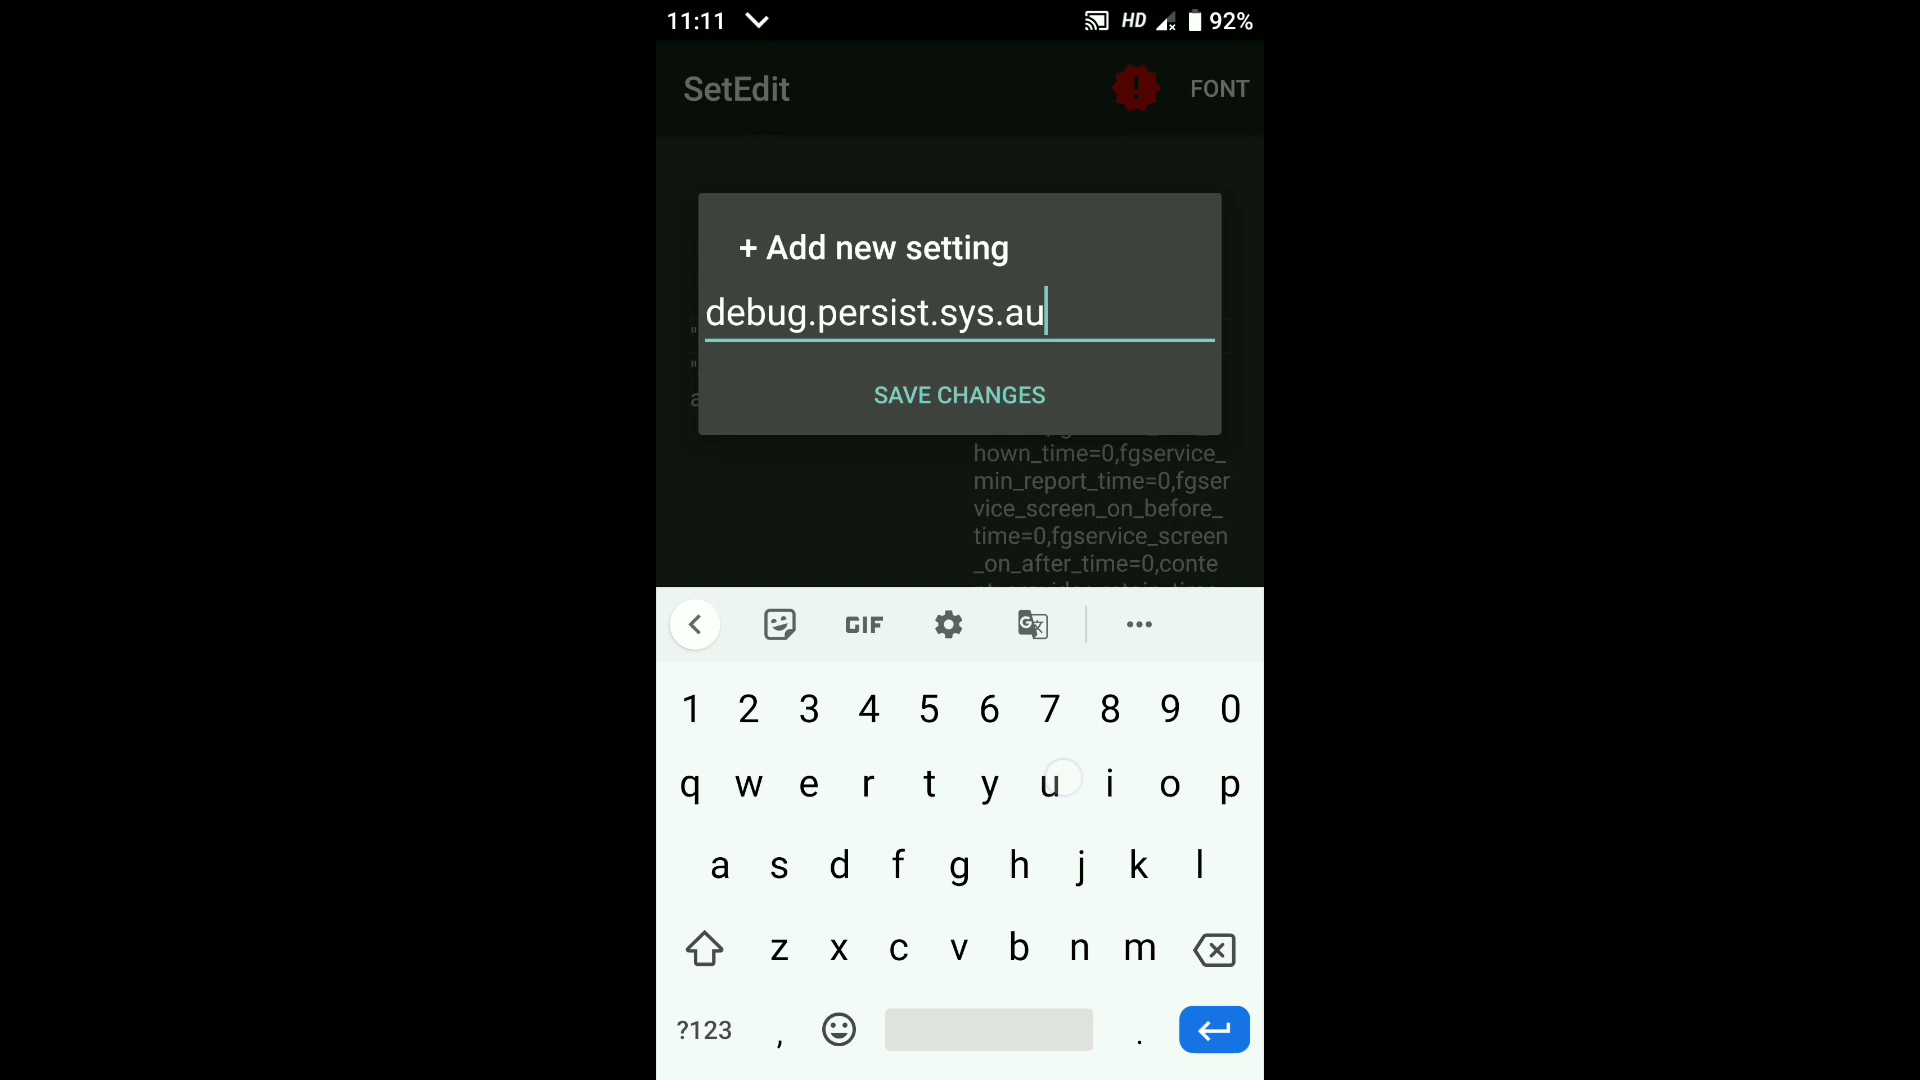 11:11 HD 92%
SetEdit FONT
+ Add new setting
debug.persist.sys.au
SAVE CHANGES
hown_time=0,fgservice_
min_report_time=0,fgser
vice_screen_on_before_
time=0,fgservice_screen
_on_after_time=0,conte
GIF
1 2 3 4 5 6 7 8 9 0
q w e r t y u i o p
a s d f g h j k l
z x c v b n m
?123 , .